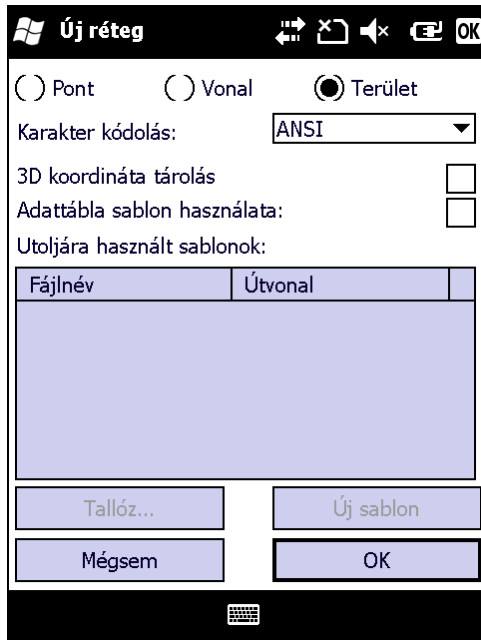 Új réteg OK
Pont Vonal Terület
Karakter kódolás: ANSI
3D koordináta tárolás
Adattábla sablon használata:
Utoljára használt sablonok:
Fájlnév Útvonal
Tallóz... Új sablon
Mégsem OK